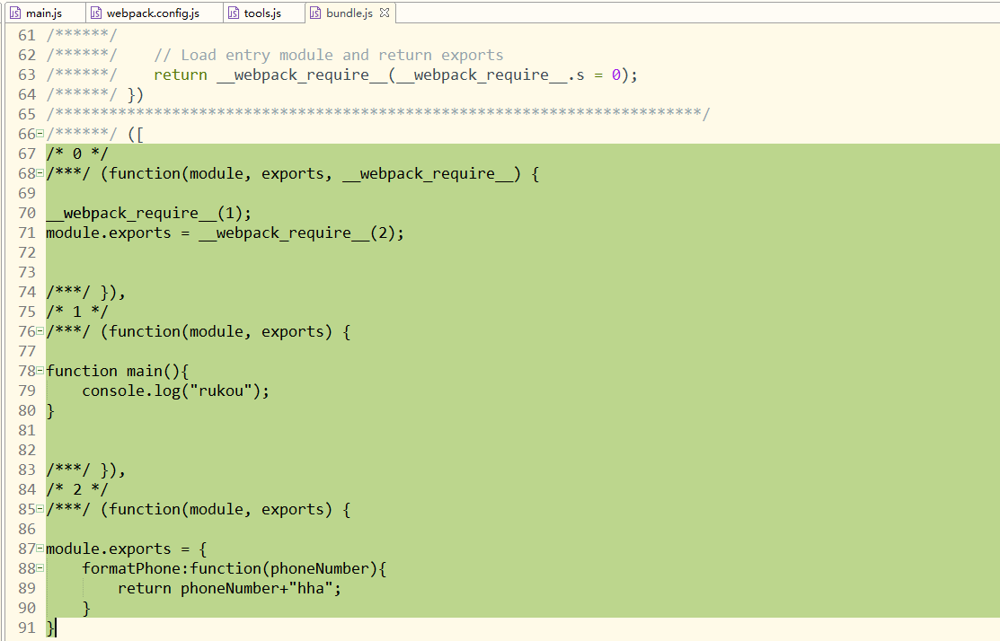 main.js webpack.config.js tools.js bundle.js
61 /******/
62 /******/ 	// Load entry module and return exports
63 /******/ 	return __webpack_require__(__webpack_require__.s = 0);
64 /******/ })
65 /************************************************************************/
66 /******/ ([
67 /* 0 */
68 /***/ (function(module, exports, __webpack_require__) {
69
70 __webpack_require__(1);
71 module.exports = __webpack_require__(2);
72
73
74 /***/ }),
75 /* 1 */
76 /***/ (function(module, exports) {
77
78 function main(){
79     console.log("rukou");
80 }
81
82
83 /***/ }),
84 /* 2 */
85 /***/ (function(module, exports) {
86
87 module.exports = {
88     formatPhone:function(phoneNumber){
89         return phoneNumber+"hha";
90     }
91 }